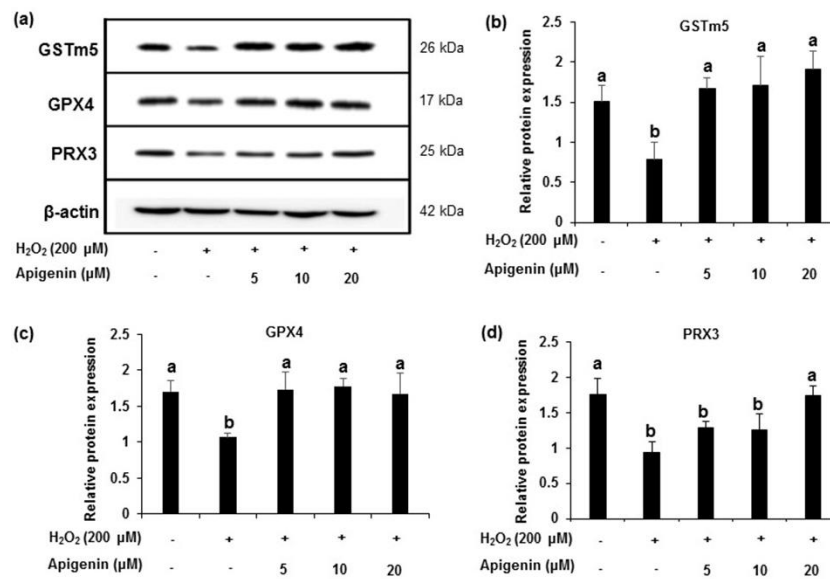 (a)
GSTm5 26 kDa
GPX4 17 kDa
PRX3 25 kDa
β-actin 42 kDa
H₂O₂ (200 µM) - + + + +
Apigenin (µM) - - 5 10 20
(b)
GSTm5
Relative protein expression
2.5
2
1.5
1
0.5
0
a b a a a
H₂O₂ (200 µM) - + + + +
Apigenin (µM) - - 5 10 20
(c)
GPX4
Relative protein expression
2.5
2
1.5
1
0.5
0
a b a a a
H₂O₂ (200 µM) - + + + +
Apigenin (µM) - - 5 10 20
(d)
PRX3
Relative protein expression
2.5
2
1.5
1
0.5
0
a b b b a
H₂O₂ (200 µM) - + + + +
Apigenin (µM) - - 5 10 20